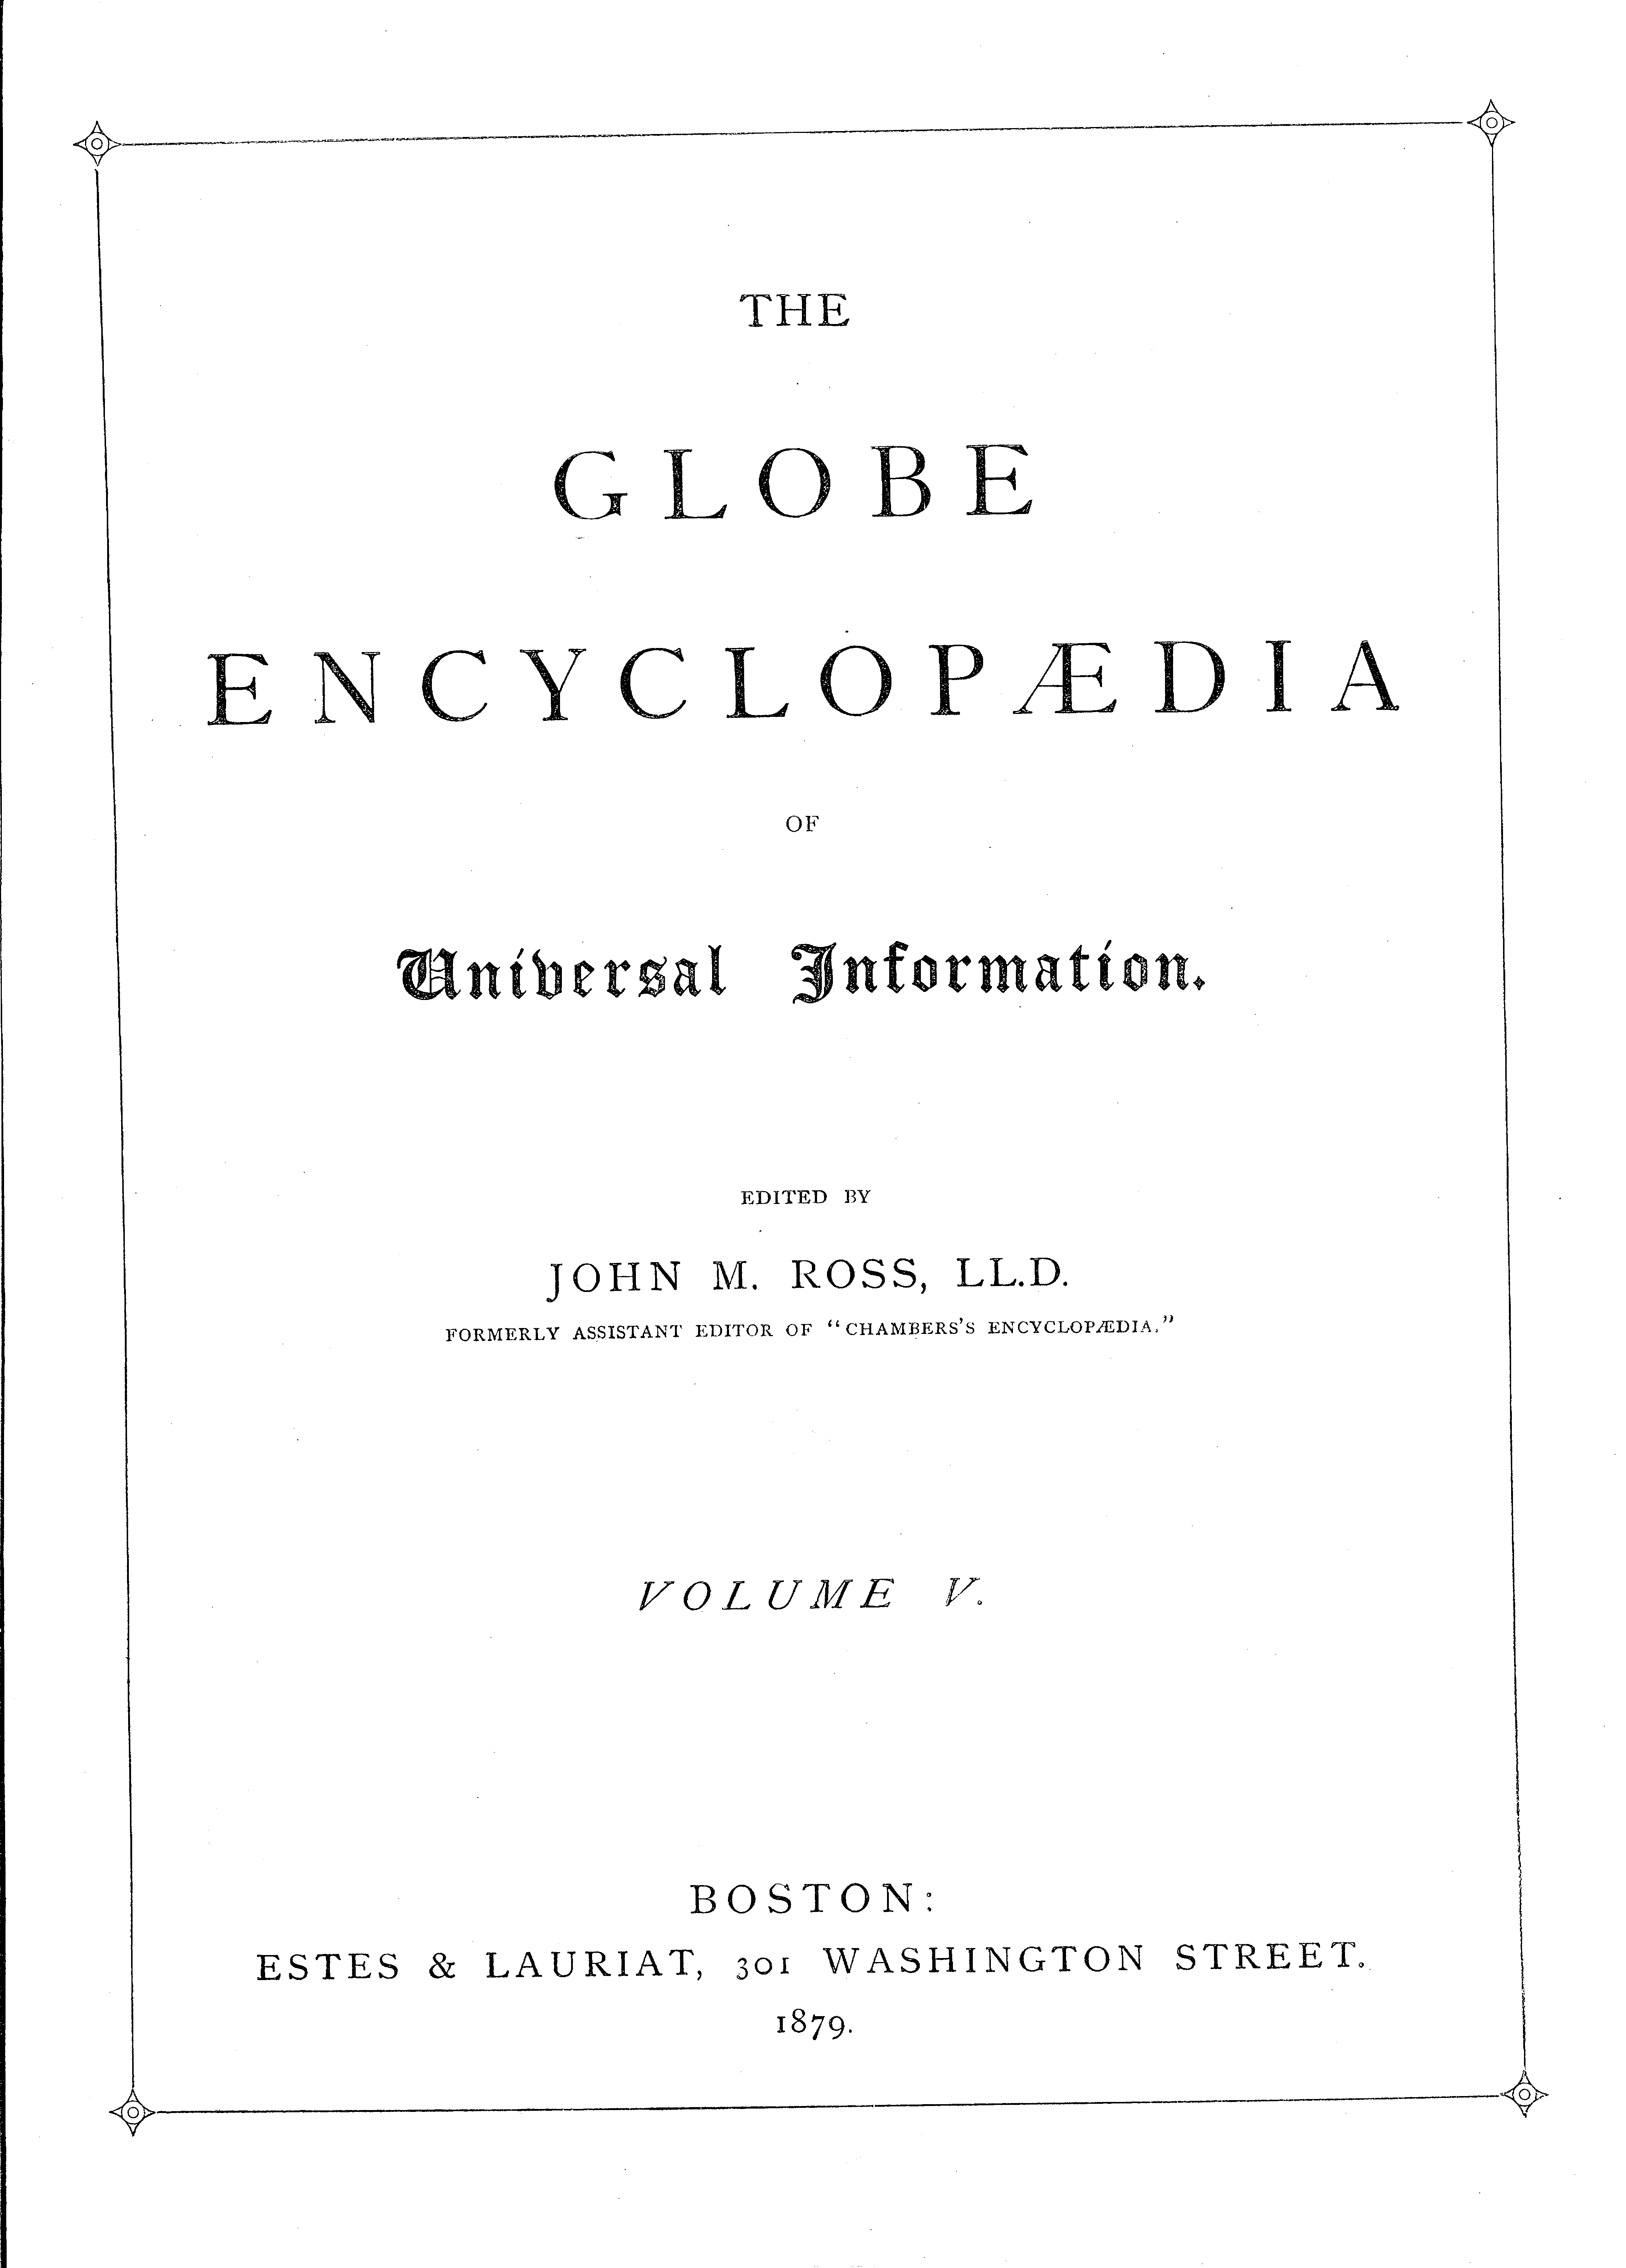 THE
GLOBE
ENCYCLOPÆDIA
OF
Universal Information.
EDITED BY
JOHN M. ROSS, LL.D.
FORMERLY ASSISTANT EDITOR OF “CHAMBERS'S ENCYCLOPÆDIA.”
VOLUME V.
BOSTON:
ESTES & LAURIAT, 301 WASHINGTON STREET.
1879.